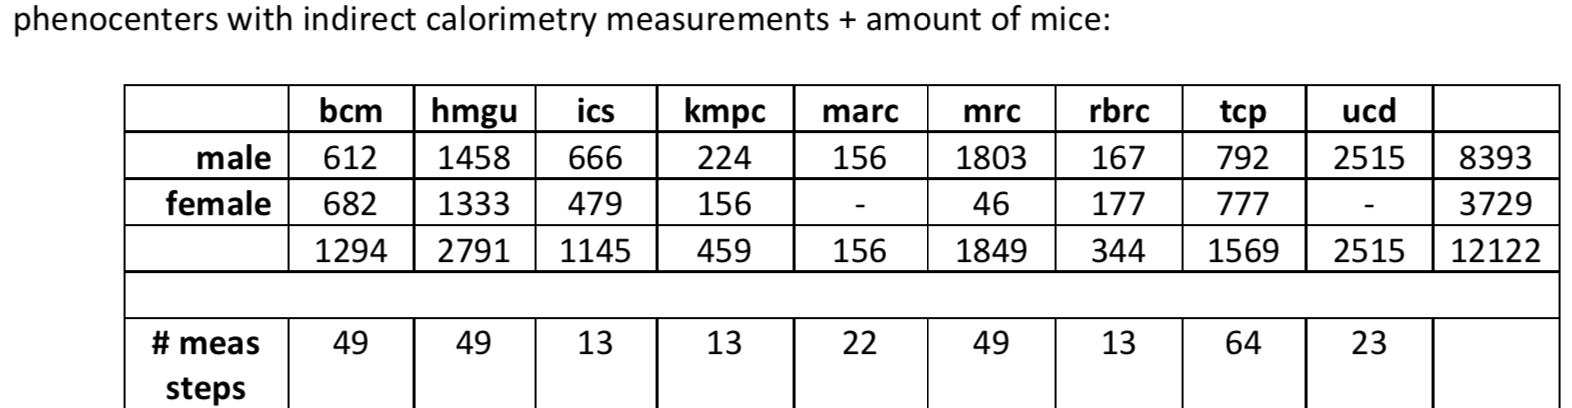 phenocenters with indirect calorimetry measurements + amount of mice:
bcm hmgu ics kmpc marc mrc rbrc tcp ucd
male 612 1458 666 224 156 1803 167 792 2515 8393
female 682 1333 479 156 - 46 177 777 - 3729
1294 2791 1145 459 156 1849 344 1569 2515 12122
# meas 49 49 13 13 22 49 13 64 23
steps